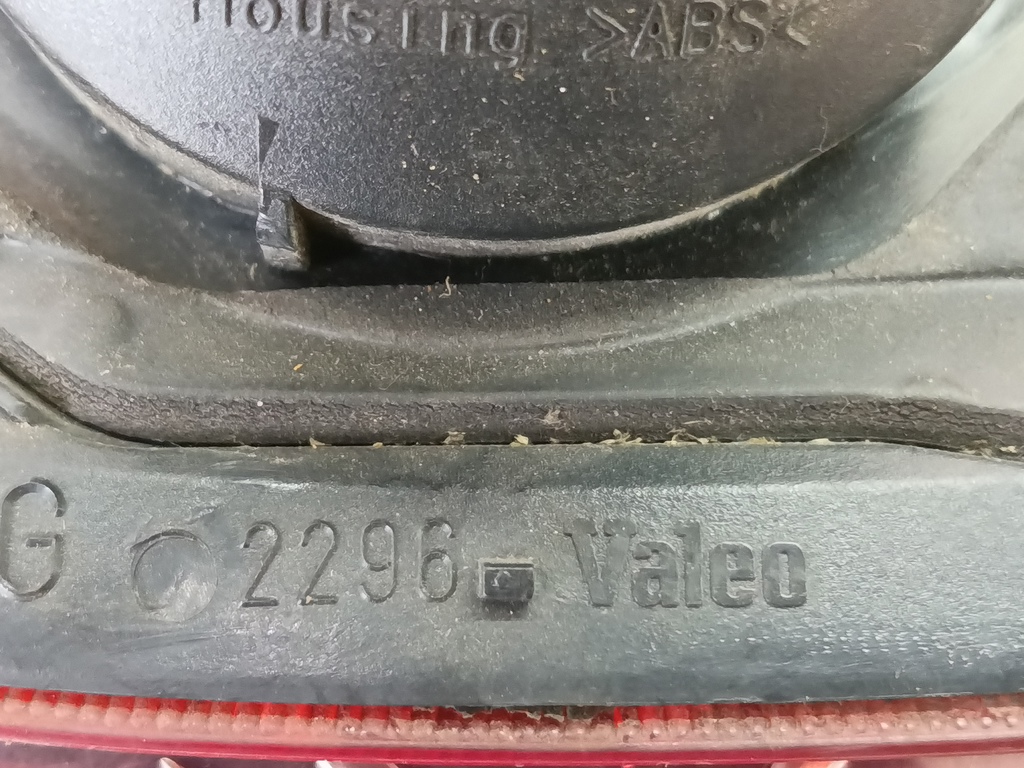 Housing >ABS<
G 2296 Valeo